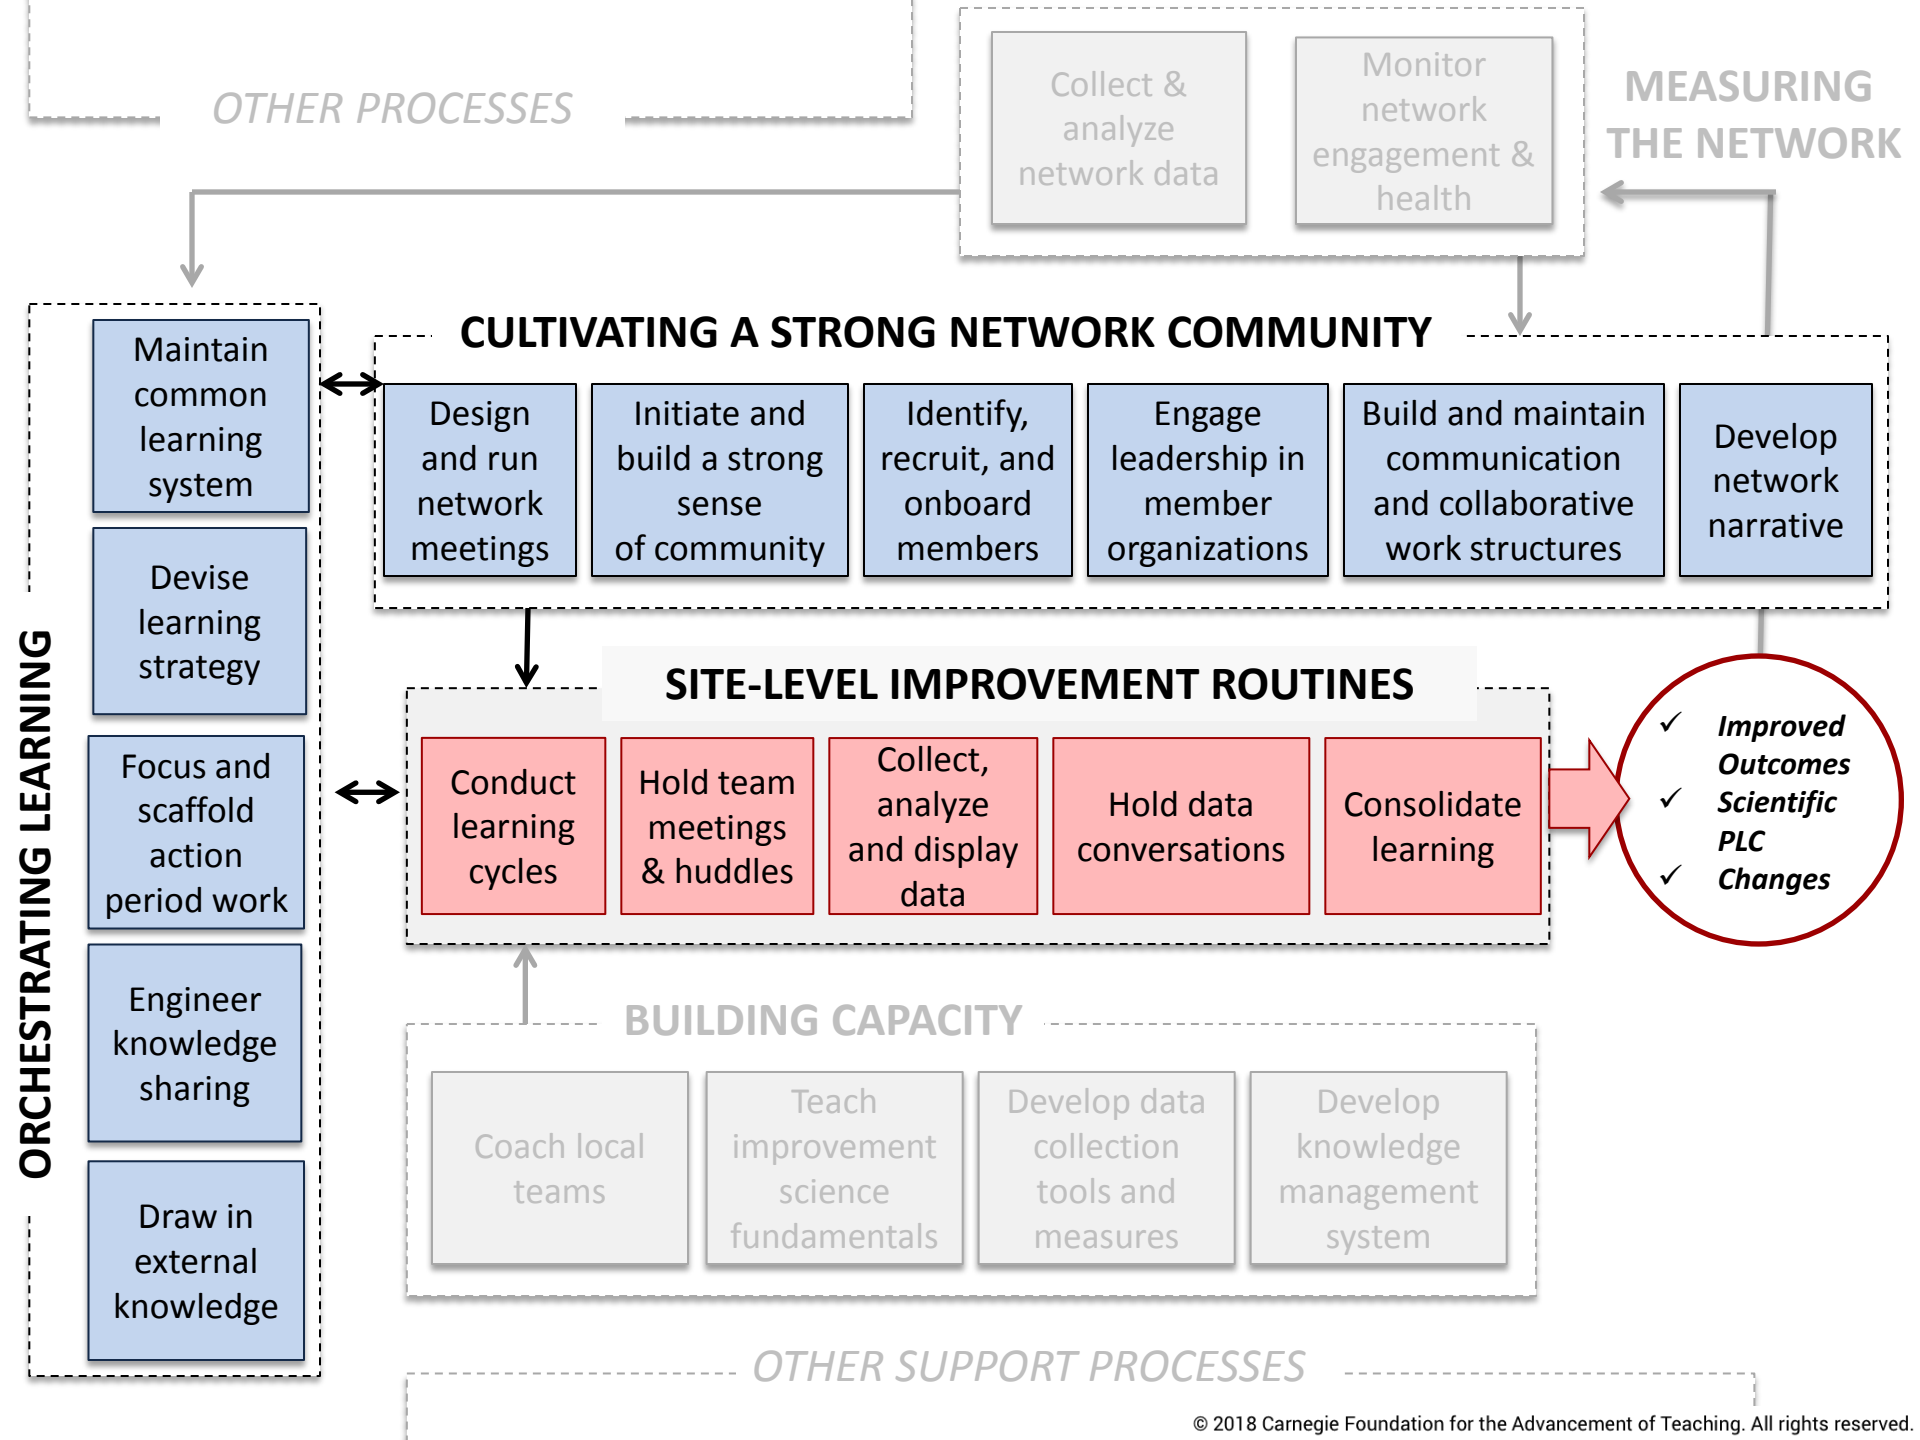 OTHER PROCESSES
Collect &
analyze
network data
Monitor
network
engagement &
health
MEASURING
THE NETWORK
ORCHESTRATING LEARNING
Maintain
common
learning
system
Devise
learning
strategy
Focus and
scaffold
action
period work
Engineer
knowledge
sharing
Draw in
external
knowledge
CULTIVATING A STRONG NETWORK COMMUNITY
Design
and run
network
meetings
Initiate and
build a strong
sense
of community
Identify,
recruit, and
onboard
members
Engage
leadership in
member
organizations
Build and maintain
communication
and collaborative
work structures
Develop
network
narrative
SITE-LEVEL IMPROVEMENT ROUTINES
Conduct
learning
cycles
Hold team
meetings
& huddles
Collect,
analyze
and display
data
Hold data
conversations
Consolidate
learning
✓ Improved
Outcomes
✓ Scientific
PLC
✓ Changes
BUILDING CAPACITY
Coach local
teams
Teach
improvement
science
fundamentals
Develop data
collection
tools and
measures
Develop
knowledge
management
system
OTHER SUPPORT PROCESSES
© 2018 Carnegie Foundation for the Advancement of Teaching. All rights reserved.